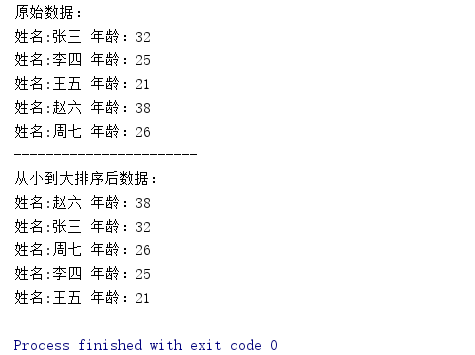 原始数据：
姓名:张三 年龄：32
姓名:李四 年龄：25
姓名:王五 年龄：21
姓名:赵六 年龄：38
姓名:周七 年龄：26
-----------------------
从小到大排序后数据：
姓名:赵六 年龄：38
姓名:张三 年龄：32
姓名:周七 年龄：26
姓名:李四 年龄：25
姓名:王五 年龄：21
Process finished with exit code 0